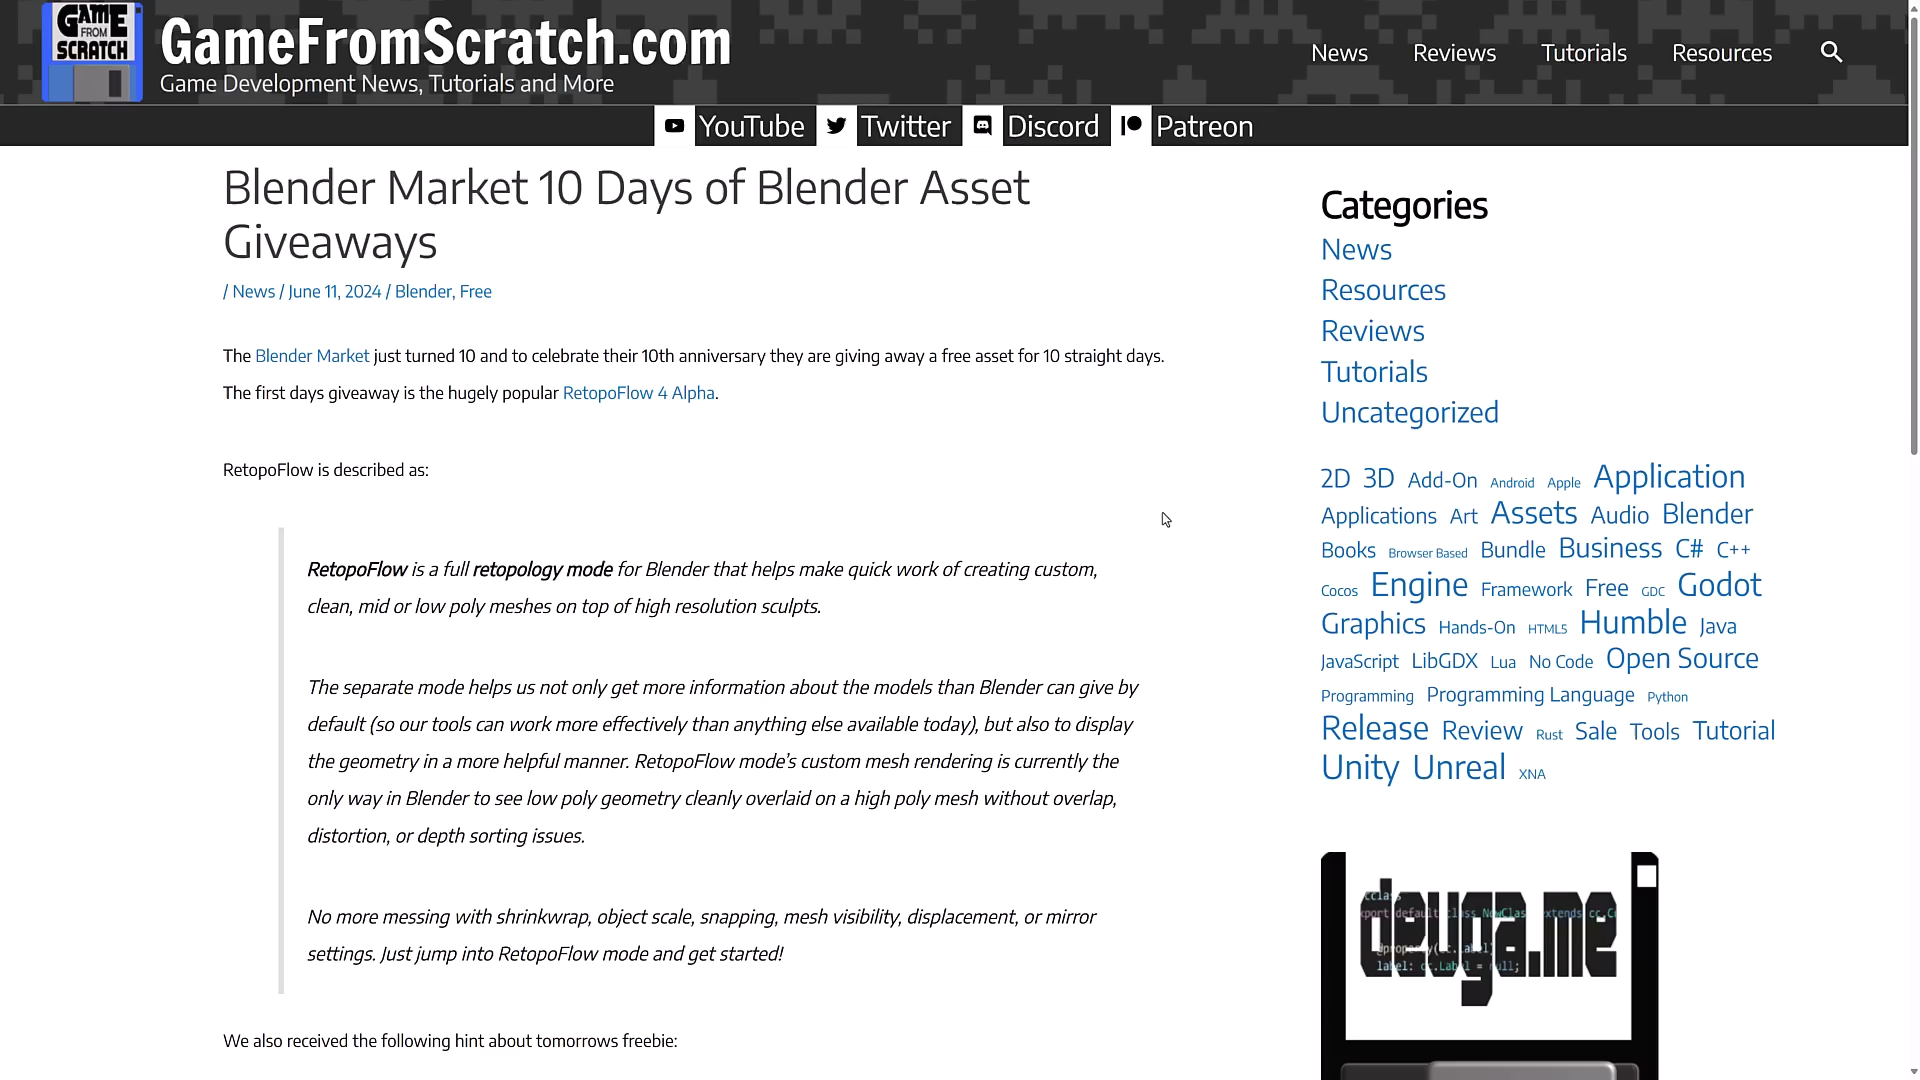 GAME
FROM
SCRATCH
GameFromScratch.com
Game Development News, Tutorials and More
News Reviews Tutorials Resources
YouTube Twitter Discord Patreon
Blender Market 10 Days of Blender Asset
Giveaways
/ News / June 11, 2024 / Blender, Free
The Blender Market just turned 10 and to celebrate their 10th anniversary they are giving away a free asset for 10 straight days.
The first days giveaway is the hugely popular RetopoFlow 4 Alpha.
RetopoFlow is described as:
RetopoFlow is a full retopology mode for Blender that helps make quick work of creating custom,
clean, mid or low poly meshes on top of high resolution sculpts.
The separate mode helps us not only get more information about the models than Blender can give by
default (so our tools can work more effectively than anything else available today), but also to display
the geometry in a more helpful manner. RetopoFlow mode’s custom mesh rendering is currently the
only way in Blender to see low poly geometry cleanly overlaid on a high poly mesh without overlap,
distortion, or depth sorting issues.
No more messing with shrinkwrap, object scale, snapping, mesh visibility, displacement, or mirror
settings. Just jump into RetopoFlow mode and get started!
We also received the following hint about tomorrows freebie:
Categories
News
Resources
Reviews
Tutorials
Uncategorized
2D 3D Add-On Android Apple Application
Applications Art Assets Audio Blender
Books Browser Based Bundle Business C# C++
Cocos Engine Framework Free GDC Godot
Graphics Hands-On HTML5 Humble Java
JavaScript LibGDX Lua No Code Open Source
Programming Programming Language Python
Release Review Rust Sale Tools Tutorial
Unity Unreal XNA
devga.me